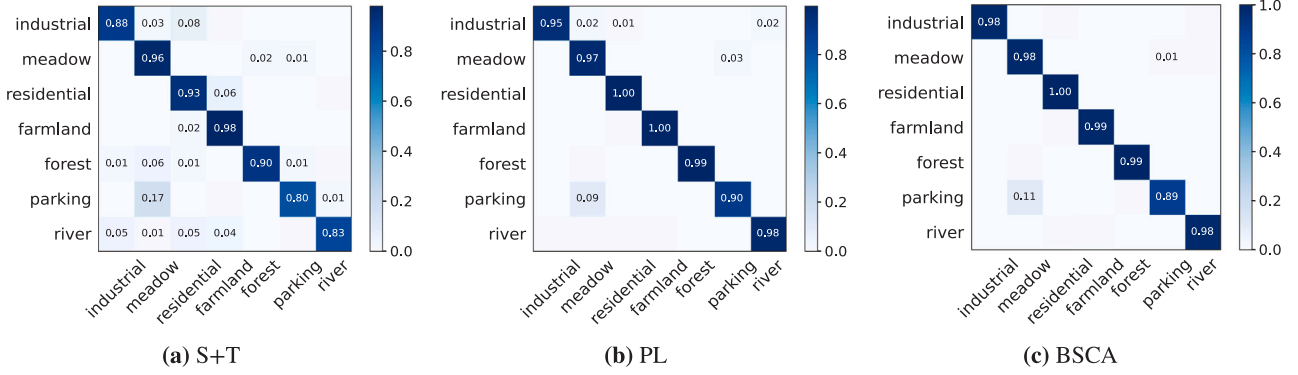 industrial 0.88 0.03 0.08
meadow 0.96 0.02 0.01
residential 0.93 0.06
farmland 0.02 0.98
forest 0.01 0.06 0.01 0.90 0.01
parking 0.17 0.80 0.01
river 0.05 0.01 0.05 0.04 0.83
industrial meadow residential farmland forest parking river
0.8
0.6
0.4
0.2
0.0
(a) S+T
industrial 0.95 0.02 0.01 0.02
meadow 0.97 0.03
residential 1.00
farmland 1.00
forest 0.99
parking 0.09 0.90
river 0.98
industrial meadow residential farmland forest parking river
0.8
0.6
0.4
0.2
0.0
(b) PL
industrial 0.98
meadow 0.98 0.01
residential 1.00
farmland 0.99
forest 0.99
parking 0.11 0.89
river 0.98
industrial meadow residential farmland forest parking river
1.0
0.8
0.6
0.4
0.2
0.0
(c) BSCA